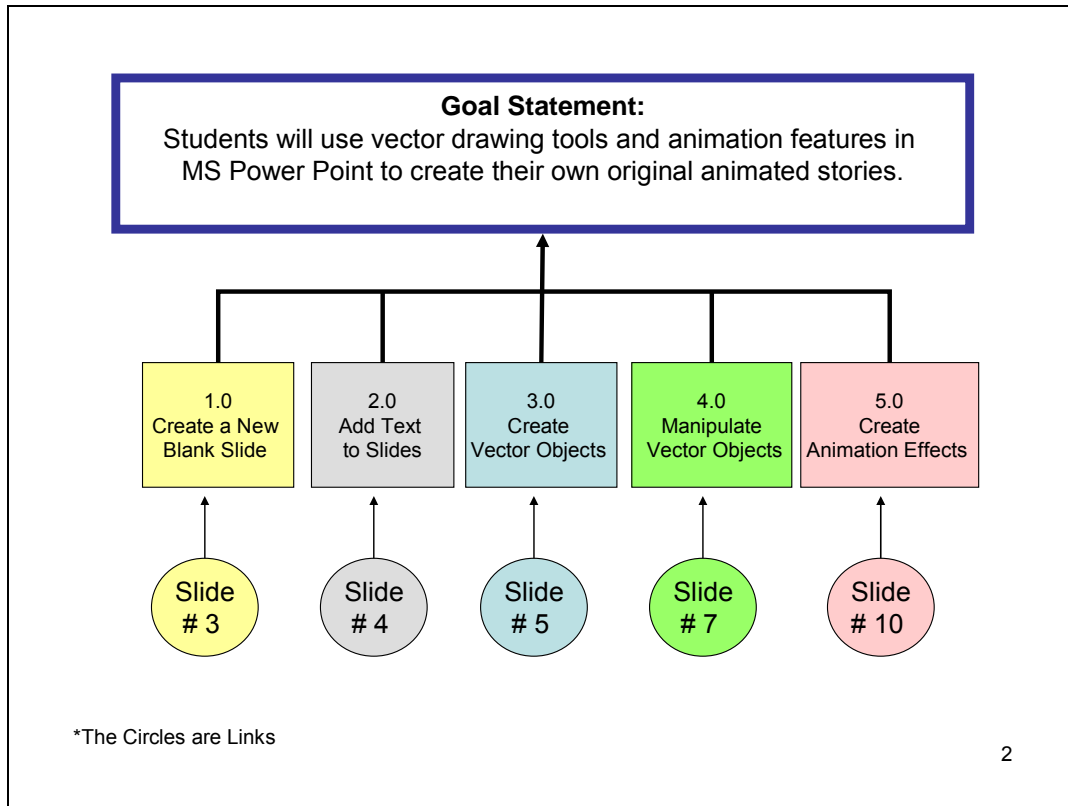 Goal Statement:
Students will use vector drawing tools and animation features in
MS Power Point to create their own original animated stories.
1.0
Create a New
Blank Slide
2.0
Add Text
to Slides
3.0
Create
Vector Objects
4.0
Manipulate
Vector Objects
5.0
Create
Animation Effects
Slide
# 3
Slide
# 4
Slide
# 5
Slide
# 7
Slide
# 10
*The Circles are Links
2